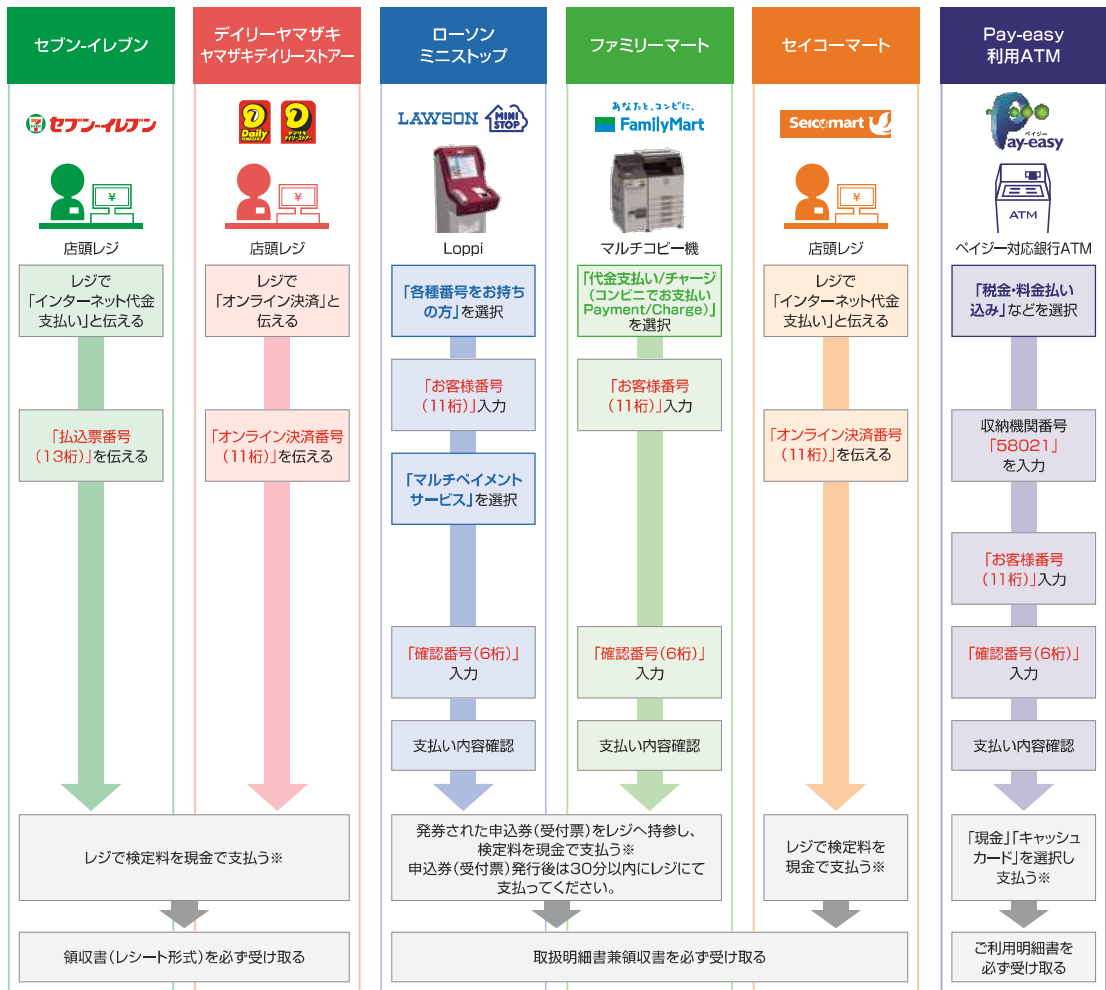 セブン-イレブン
セブン-イレブン
¥
店頭レジ
レジで
「インターネット代金
支払い」と伝える
「払込票番号
(13桁)」を伝える
デイリーヤマザキ
ヤマザキデイリーストアー
Daily
YAMAZAKI
ヤマザキ
デイリーストアー
¥
店頭レジ
レジで
「オンライン決済」と
伝える
「オンライン決済番号
(11桁)」を伝える
レジで検定料を現金で支払う※
領収書(レシート形式)を必ず受け取る
ローソン
ミニストップ
LAWSON
MINI
STOP
Loppi
「各種番号をお持ち
の方」を選択
「お客様番号
(11桁)」入力
「マルチペイメント
サービス」を選択
「確認番号(6桁)」
入力
支払い内容確認
ファミリーマート
あなたと、コンビに、
FamilyMart
マルチコピー機
「代金支払い/チャージ
(コンビニでお支払い
Payment/Charge)」
を選択
「お客様番号
(11桁)」入力
「確認番号(6桁)」
入力
支払い内容確認
発券された申込券(受付票)をレジへ持参し、
検定料を現金で支払う※
申込券(受付票)発行後は30分以内にレジにて
支払ってください。
セイコーマート
Seicomart
¥
店頭レジ
レジで
「インターネット代金
支払い」と伝える
「オンライン決済番号
(11桁)」を伝える
レジで検定料を
現金で支払う※
取扱明細書兼領収書を必ず受け取る
Pay-easy
利用ATM
ペイジー
Pay-easy
ATM
ペイジー対応銀行ATM
「税金・料金払い
込み」などを選択
収納機関番号
「58021」
を入力
「お客様番号
(11桁)」入力
「確認番号(6桁)」
入力
支払い内容確認
「現金」「キャッシュ
カード」を選択し
支払う※
ご利用明細書を
必ず受け取る